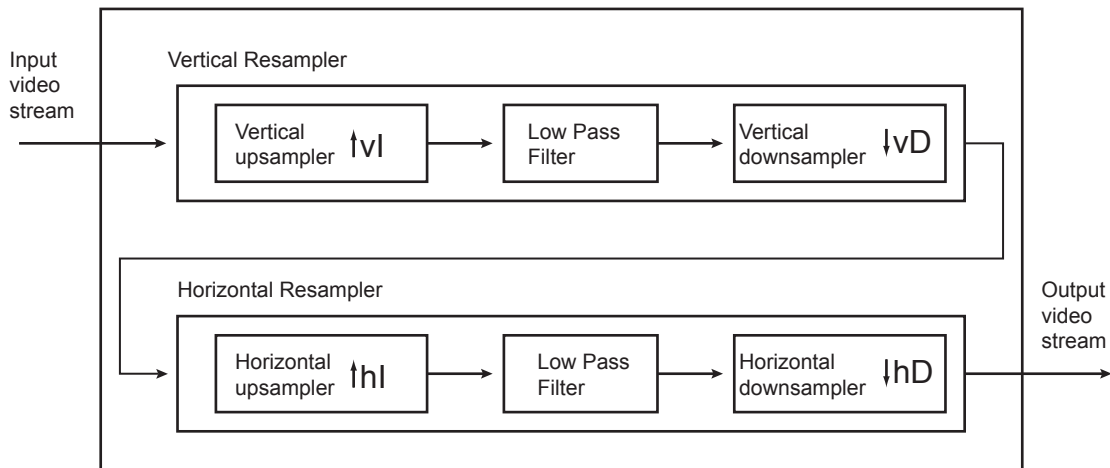 Input
video
stream
Vertical Resampler
Vertical
upsampler
↑vI
Low Pass
Filter
Vertical
downsampler
↓vD
Horizontal Resampler
Horizontal
upsampler
↑hI
Low Pass
Filter
Horizontal
downsampler
↓hD
Output
video
stream